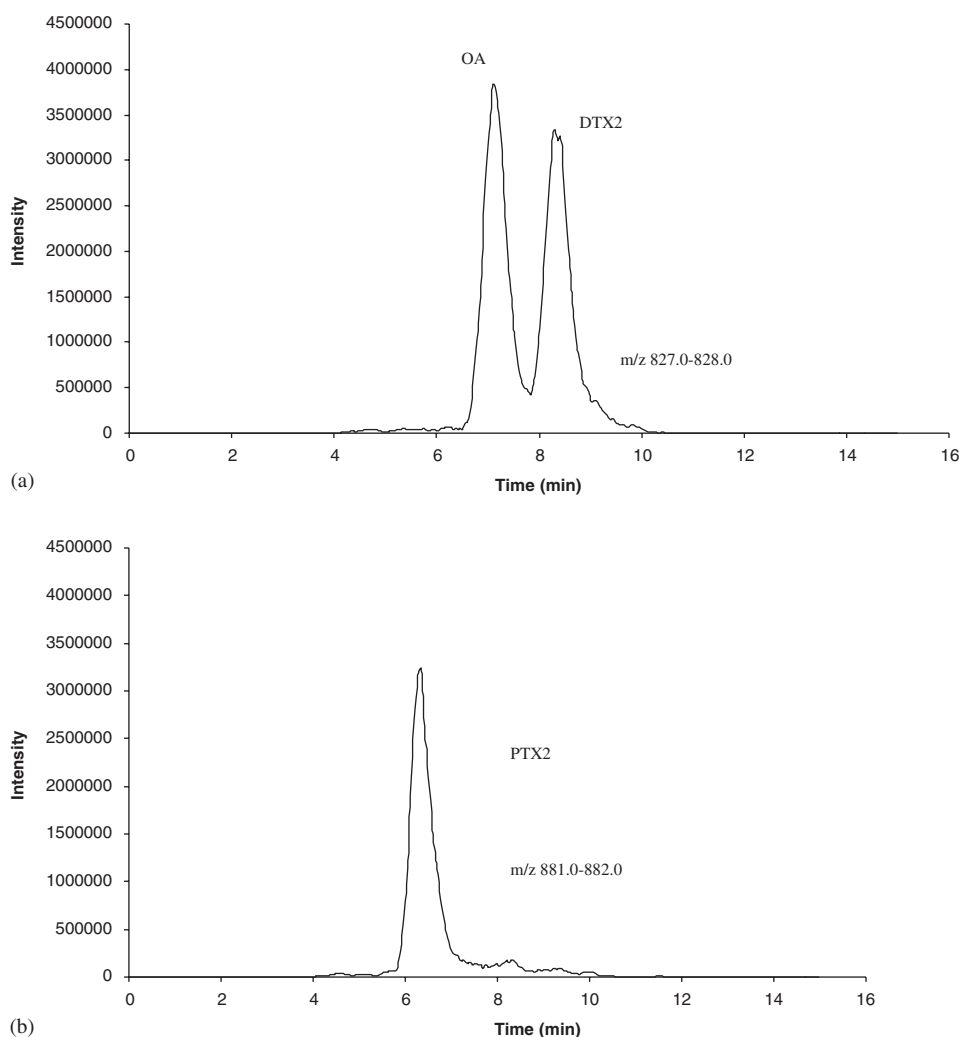 4500000
4000000
3500000
3000000
2500000
2000000
1500000
1000000
500000
0
Intensity
OA
DTX2
m/z 827.0-828.0
0 2 4 6 8 10 12 14 16
Time (min)
(a)
4500000
4000000
3500000
3000000
2500000
2000000
1500000
1000000
500000
0
Intensity
PTX2
m/z 881.0-882.0
0 2 4 6 8 10 12 14 16
Time (min)
(b)